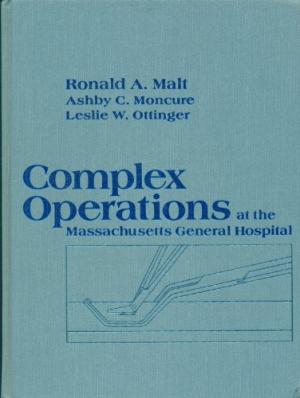 Ronald A. Malt
Ashby C. Moncure
Leslie W. Ottinger
Complex
Operations at the
Massachusetts General Hospital